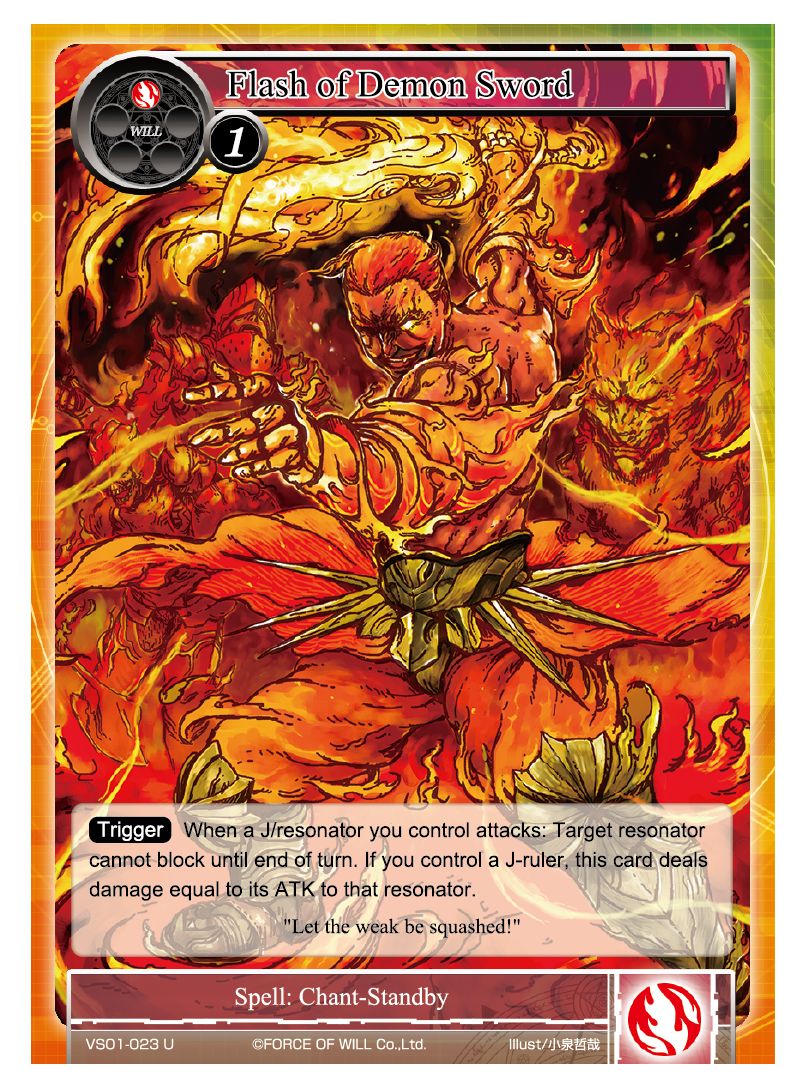 Flash of Demon Sword
WILL
1
Trigger When a J/resonator you control attacks: Target resonator
cannot block until end of turn. If you control a J-ruler, this card deals
damage equal to its ATK to that resonator.
"Let the weak be squashed!"
Spell: Chant-Standby
VS01-023 U ©FORCE OF WILL Co.,Ltd. Illust/小泉哲哉